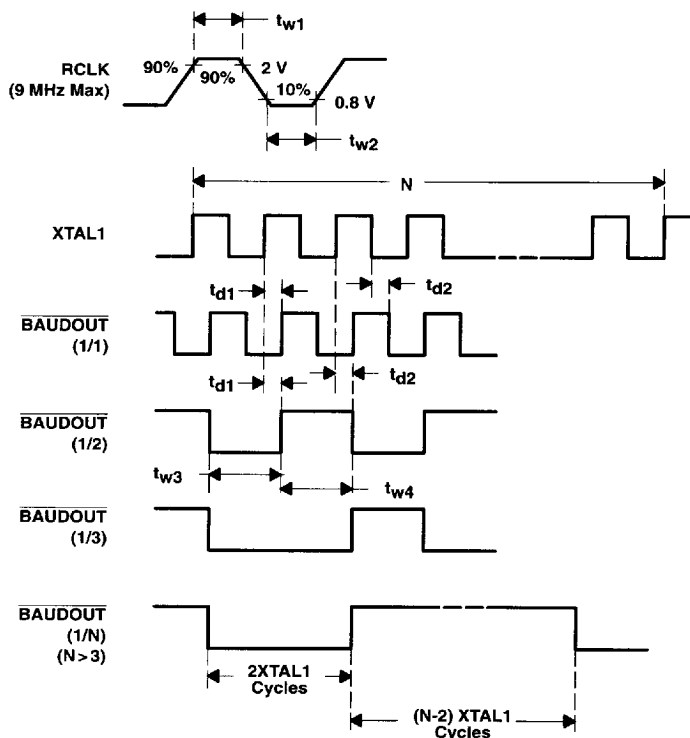 tw1
RCLK
(9 MHz Max)
90%
90%
2 V
10%
0.8 V
tw2
N
XTAL1
td1
td2
BAUDOUT
(1/1)
td1
td2
BAUDOUT
(1/2)
tw3
tw4
BAUDOUT
(1/3)
BAUDOUT
(1/N)
(N > 3)
2XTAL1
Cycles
(N-2) XTAL1
Cycles